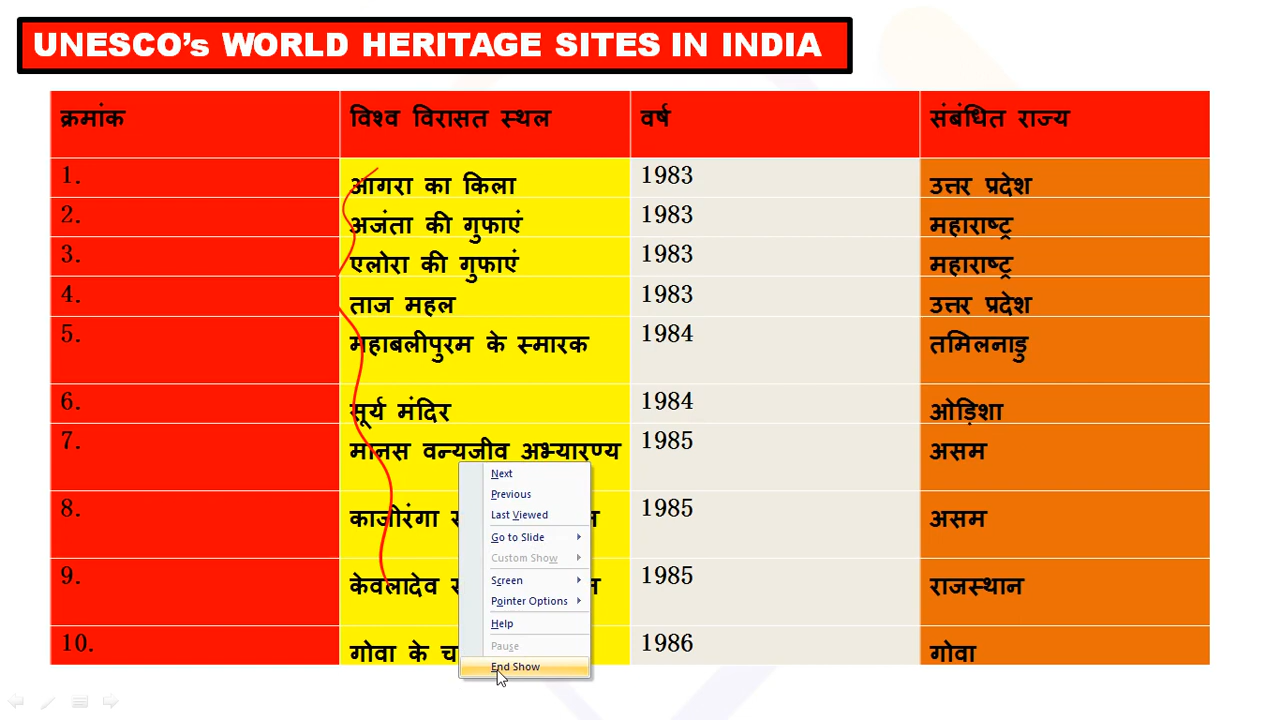 UNESCO’s WORLD HERITAGE SITES IN INDIA
क्रमांक विश्व विरासत स्थल वर्ष संबंधित राज्य
1. आगरा का किला 1983 उत्तर प्रदेश
2. अजंता की गुफाएं 1983 महाराष्ट्र
3. एलोरा की गुफाएं 1983 महाराष्ट्र
4. ताज महल 1983 उत्तर प्रदेश
5. महाबलीपुरम के स्मारक 1984 तमिलनाडु
6. सूर्य मंदिर 1984 ओड़िशा
7. मानस वन्यजीव अभ्यारण्य 1985 असम
8. काजीरंगा 1985 असम
9. केवलादेव 1985 राजस्थान
10. गोवा के 1986 गोवा
Next
Previous
Last Viewed
Go to Slide
Custom Show
Screen
Pointer Options
Help
Pause
End Show